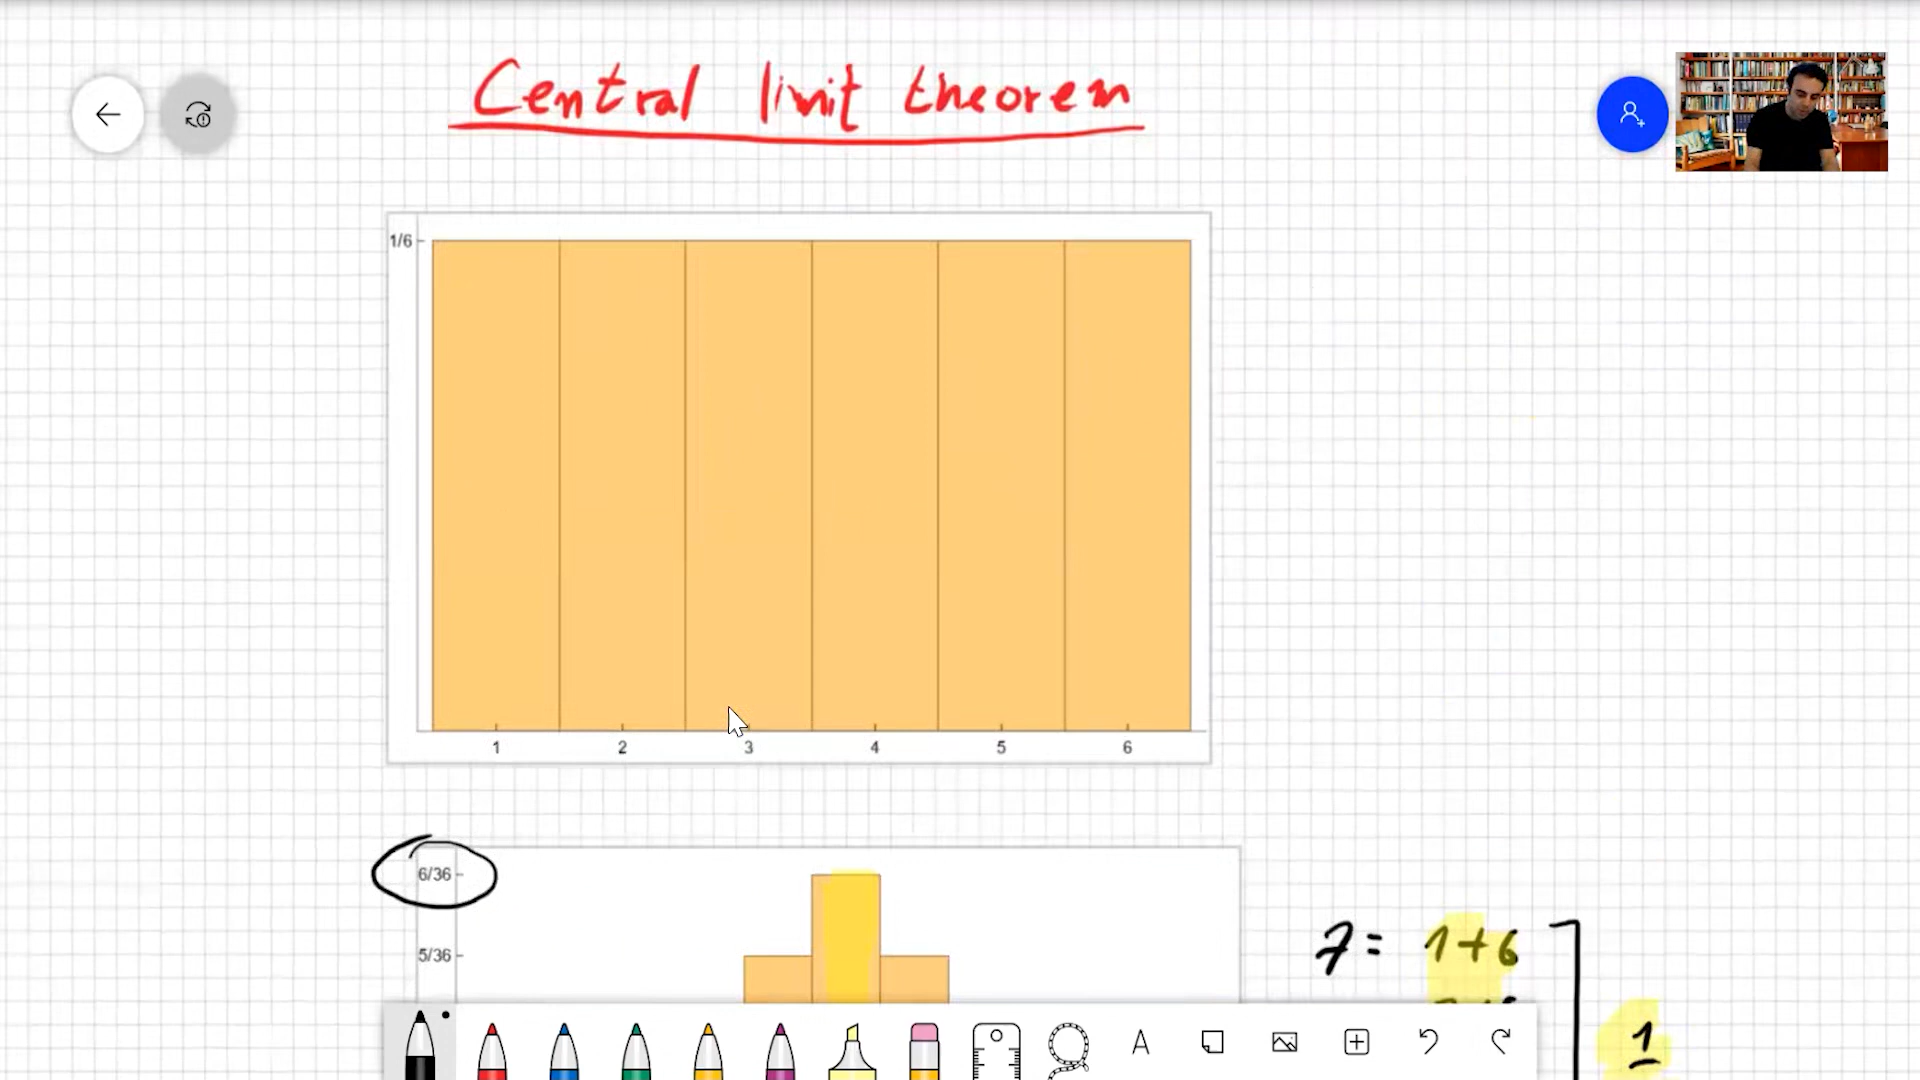 Central limit theorem
1/6
1 2 3 4 5 6
6/36
5/36
7 = 1+6
1
A